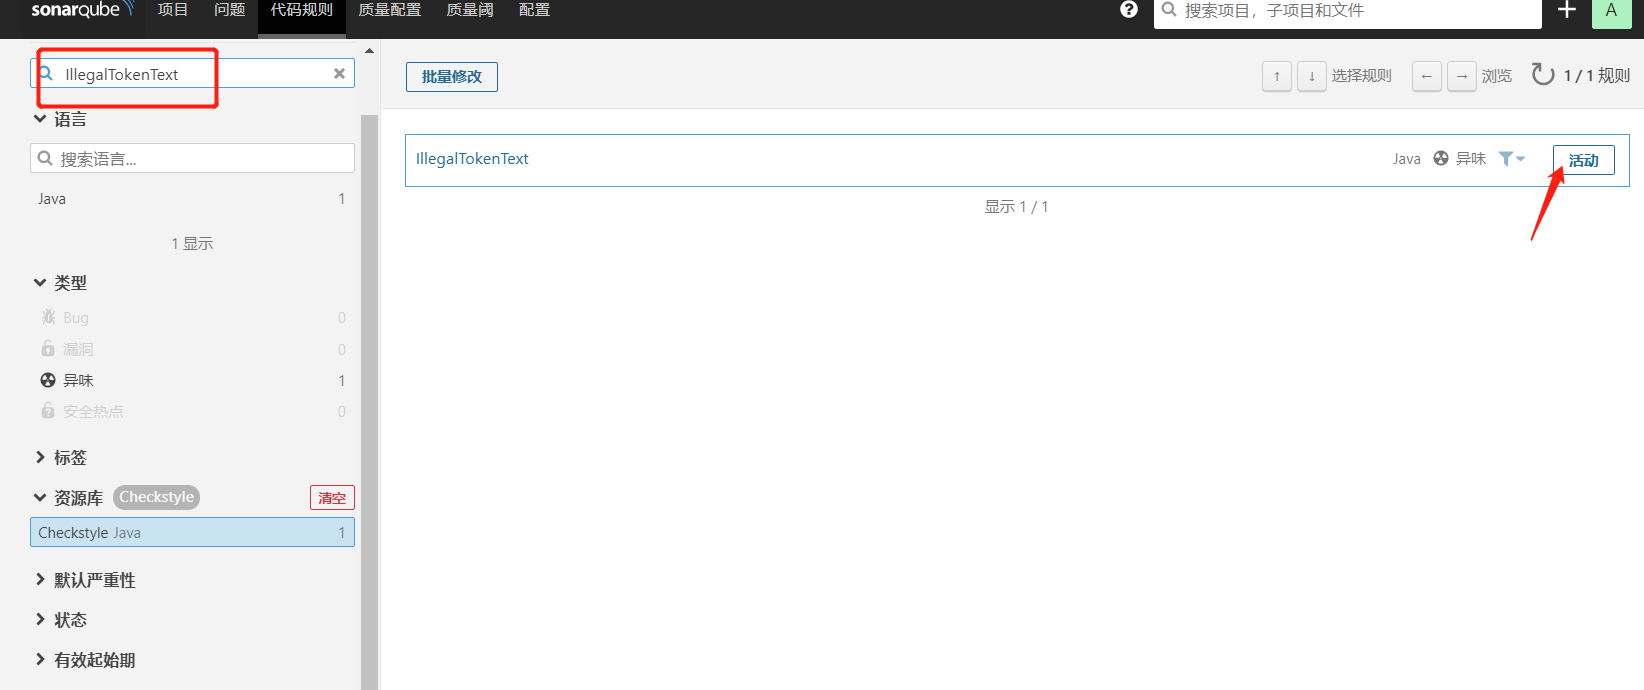 sonarqube 项目 问题 代码规则 质量配置 质量阈 配置 ? 搜索项目，子项目和文件 + A
IllegalTokenText ×
语言
搜索语言...
Java 1
1 显示
类型
Bug 0
漏洞 0
异味 1
安全热点 0
标签
资源库 Checkstyle 清空
Checkstyle Java 1
默认严重性
状态
有效起始期
批量修改 ↑ ↓ 选择规则 ← → 浏览 1 / 1 规则
IllegalTokenText Java 异味 活动
显示 1 / 1